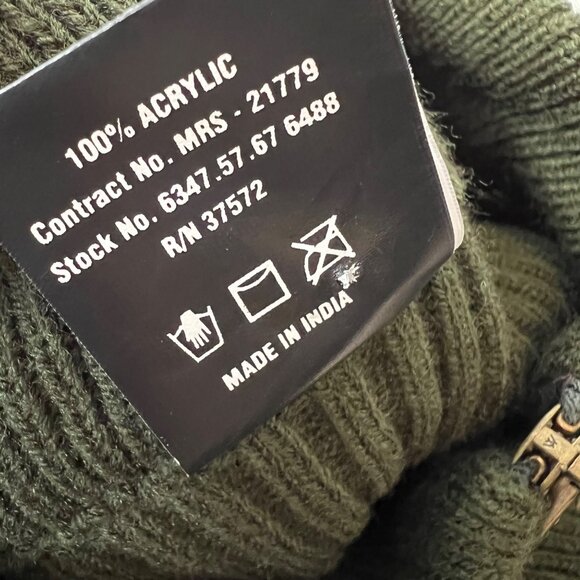 100% ACRYLIC
Contract No. MRS - 21779
Stock No. 6347.57.67 6488
R/N 37572
MADE IN INDIA